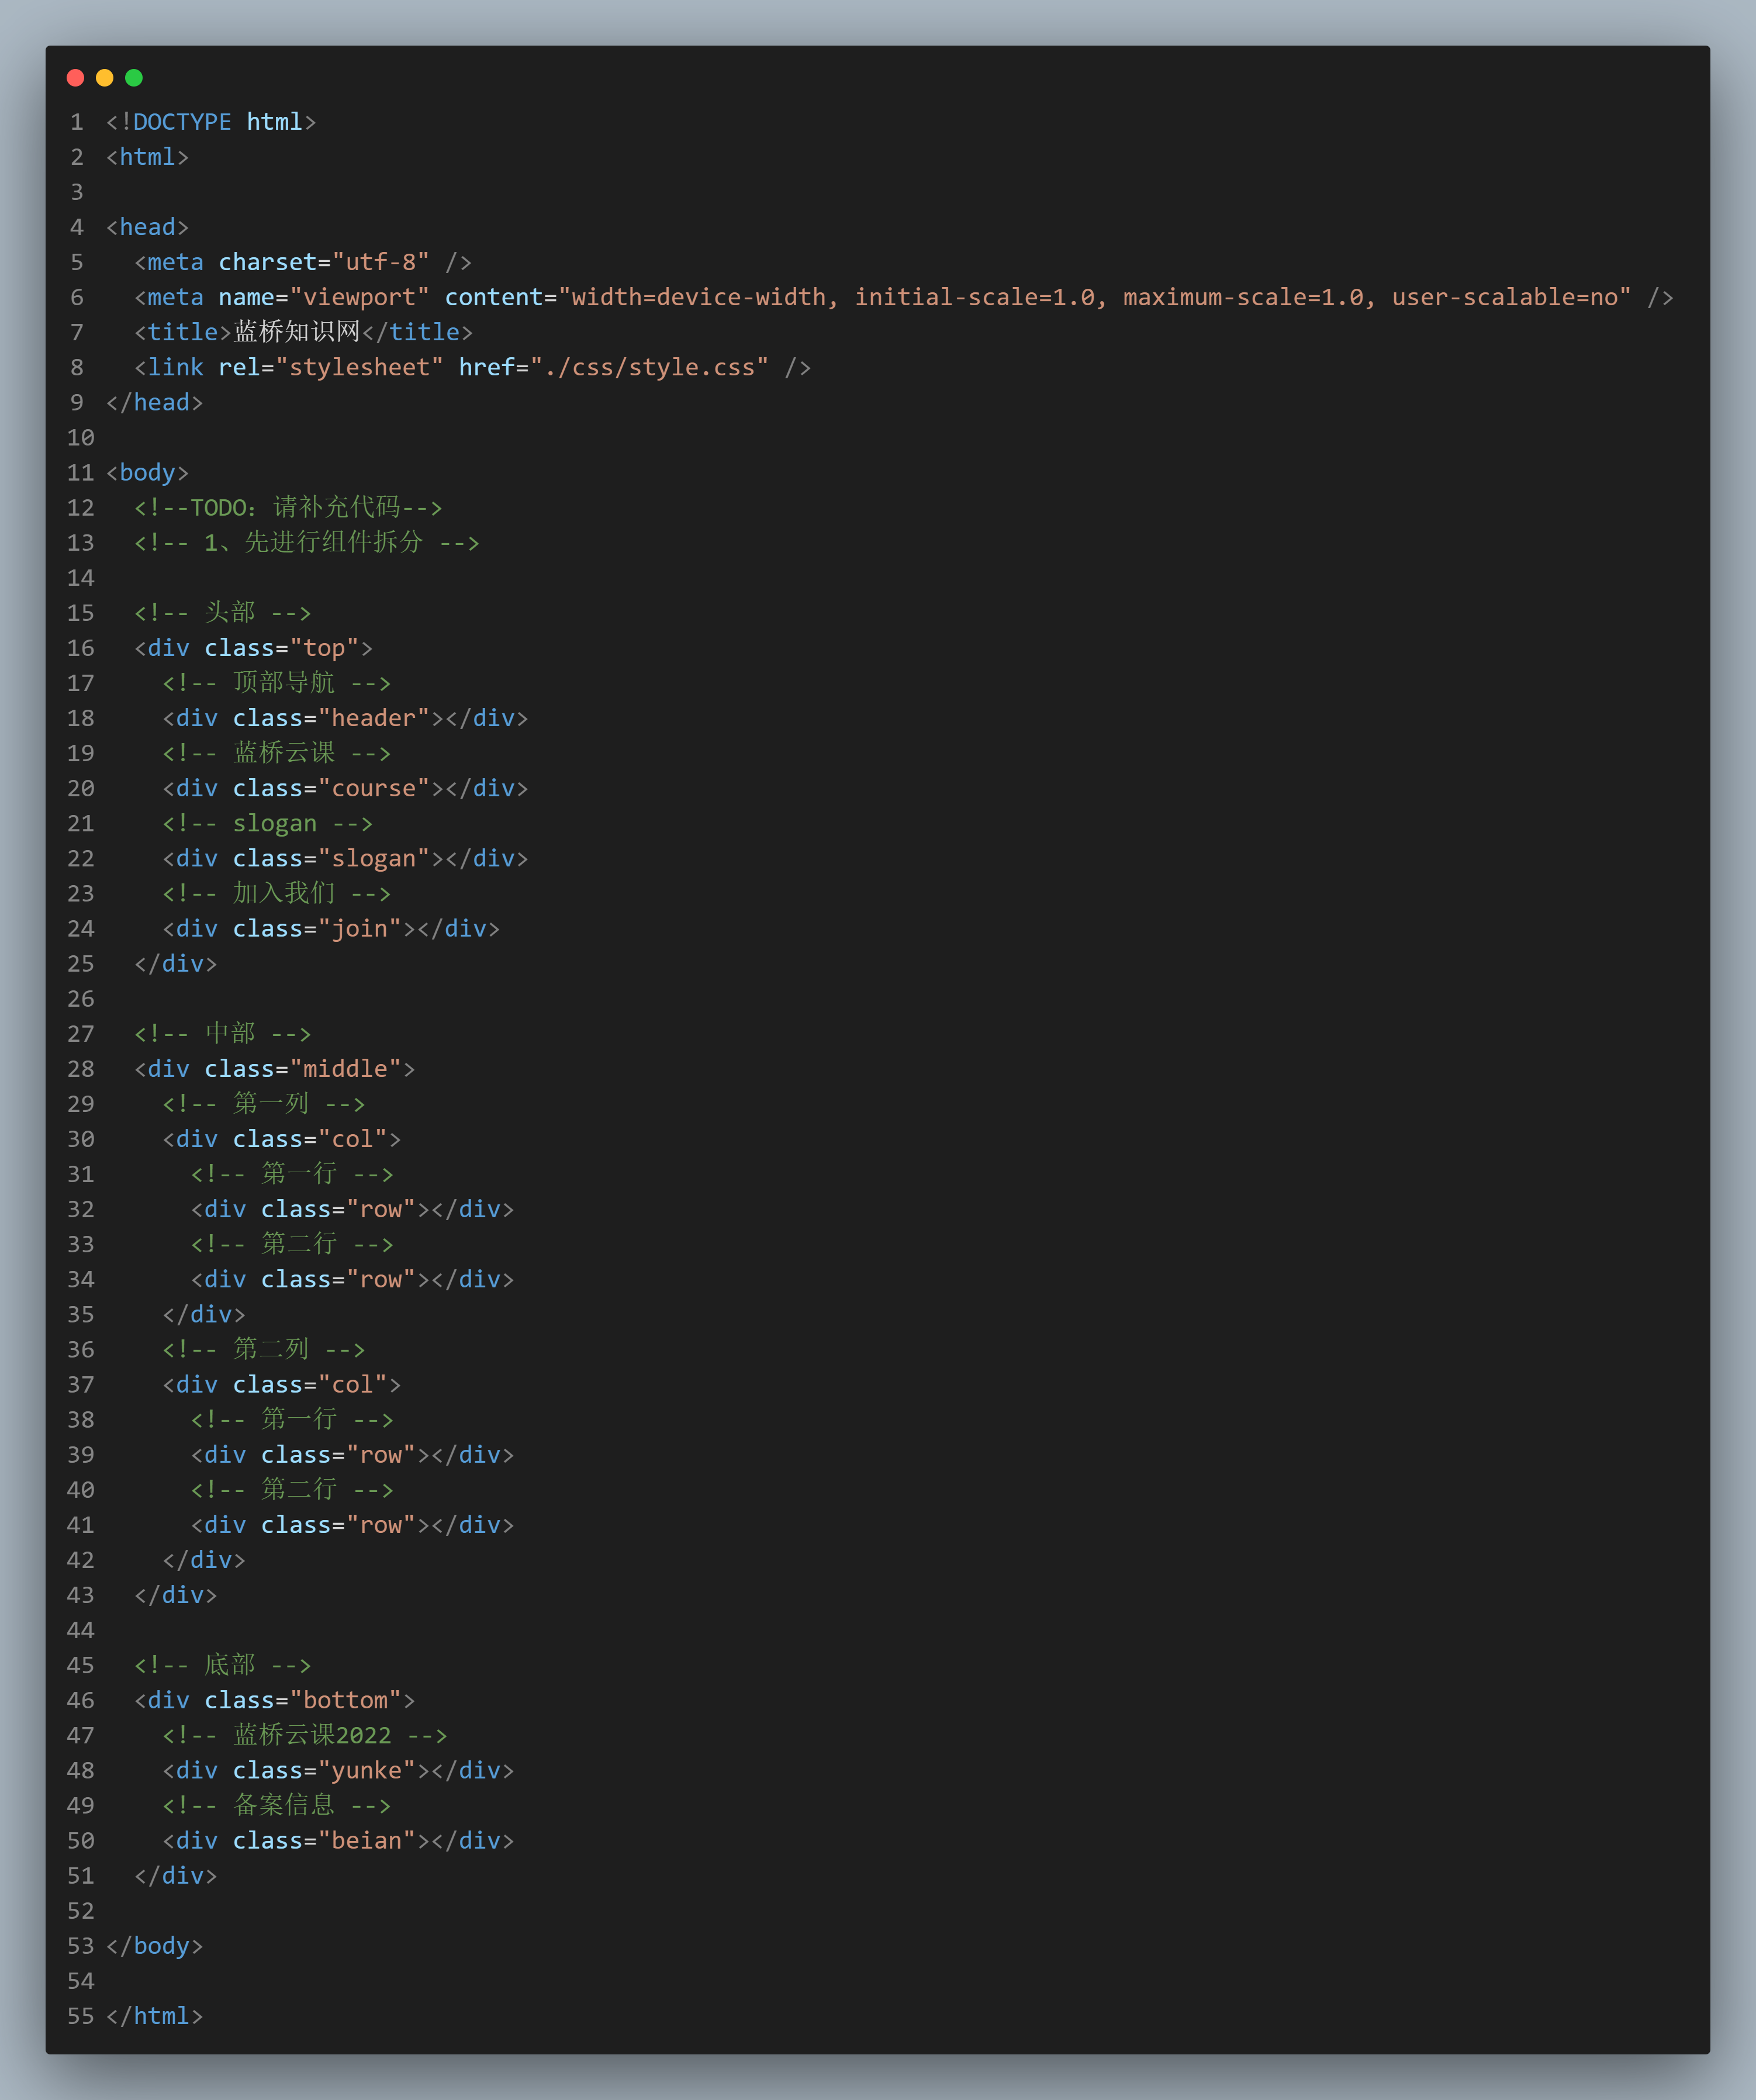 1 <!DOCTYPE html>
2 <html>
3
4 <head>
5   <meta charset="utf-8" />
6   <meta name="viewport" content="width=device-width, initial-scale=1.0, maximum-scale=1.0, user-scalable=no" />
7   <title>蓝桥知识网</title>
8   <link rel="stylesheet" href="./css/style.css" />
9 </head>
10
11 <body>
12   <!--TODO：请补充代码-->
13   <!-- 1、先进行组件拆分 -->
14
15   <!-- 头部 -->
16   <div class="top">
17     <!-- 顶部导航 -->
18     <div class="header"></div>
19     <!-- 蓝桥云课 -->
20     <div class="course"></div>
21     <!-- slogan -->
22     <div class="slogan"></div>
23     <!-- 加入我们 -->
24     <div class="join"></div>
25   </div>
26
27   <!-- 中部 -->
28   <div class="middle">
29     <!-- 第一列 -->
30     <div class="col">
31       <!-- 第一行 -->
32       <div class="row"></div>
33       <!-- 第二行 -->
34       <div class="row"></div>
35     </div>
36     <!-- 第二列 -->
37     <div class="col">
38       <!-- 第一行 -->
39       <div class="row"></div>
40       <!-- 第二行 -->
41       <div class="row"></div>
42     </div>
43   </div>
44
45   <!-- 底部 -->
46   <div class="bottom">
47     <!-- 蓝桥云课2022 -->
48     <div class="yunke"></div>
49     <!-- 备案信息 -->
50     <div class="beian"></div>
51   </div>
52
53 </body>
54
55 </html>